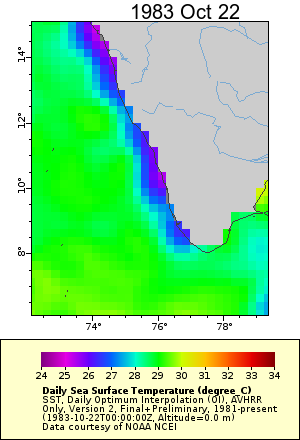 1983 Oct 22
14°
12°
10°
8°
74°
76°
78°
24 25 26 27 28 29 30 31 32 33 34
Daily Sea Surface Temperature (degree_C)
SST, Daily Optimum Interpolation (OI), AVHRR
Only, Version 2, Final+Preliminary, 1981-present
(1983-10-22T00:00:00Z, Altitude=0.0 m)
Data courtesy of NOAA NCEI